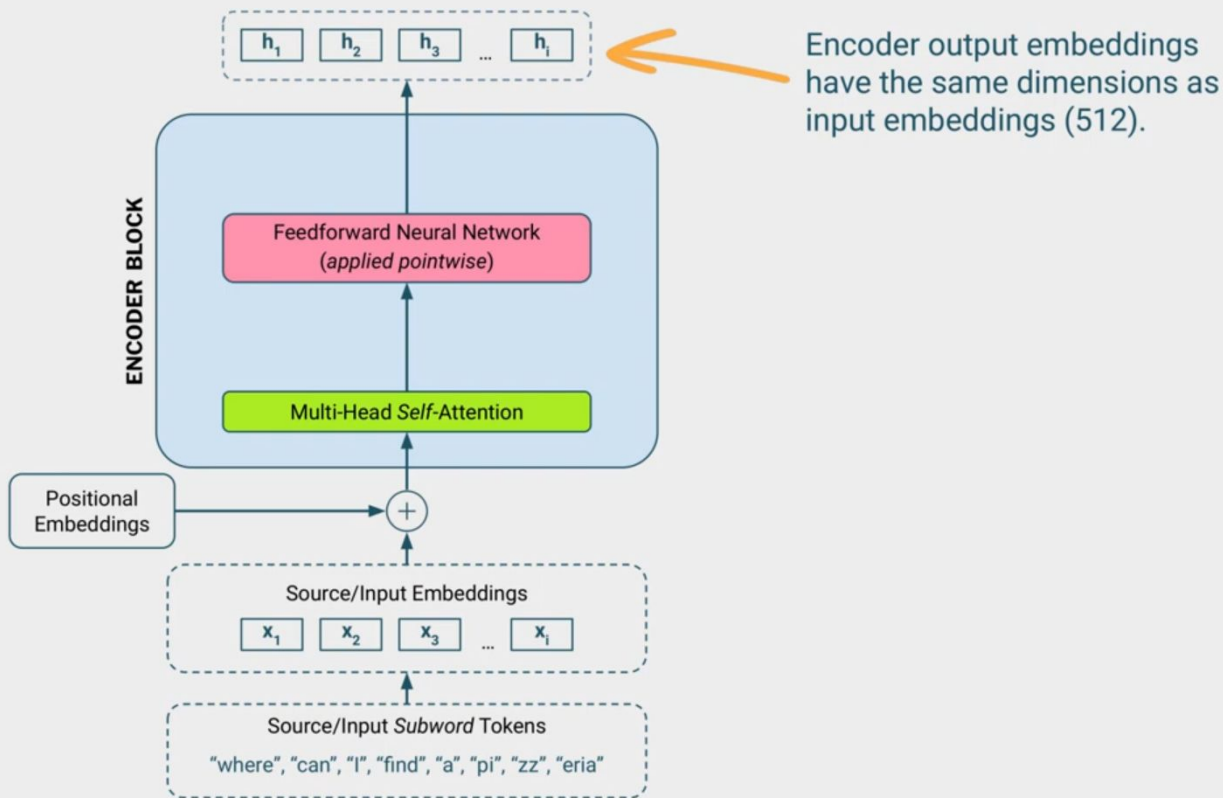 h₁ h₂ h₃ ... hᵢ
Encoder output embeddings
have the same dimensions as
input embeddings (512).
ENCODER BLOCK
Feedforward Neural Network
(applied pointwise)
Multi-Head Self-Attention
Positional
Embeddings
+
Source/Input Embeddings
x₁ x₂ x₃ ... xᵢ
Source/Input Subword Tokens
“where”, “can”, “I”, “find”, “a”, “pi”, “zz”, “eria”